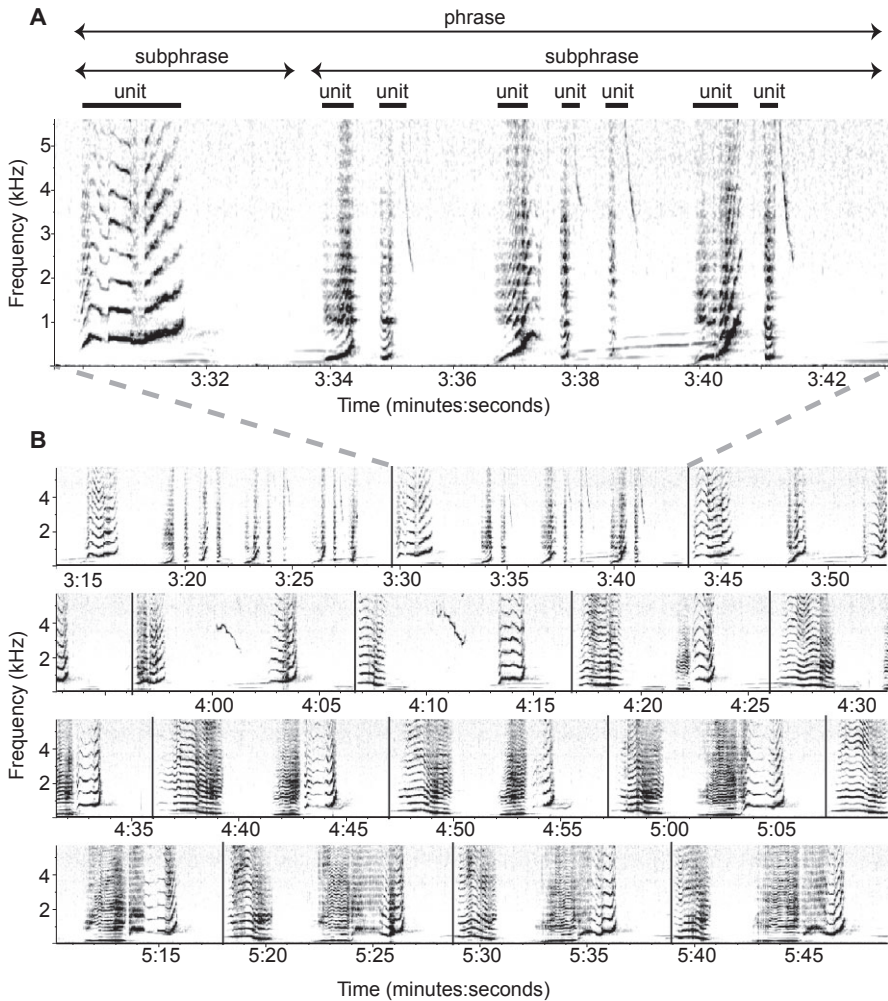 A
phrase
subphrase subphrase
unit unit unit unit unit unit unit unit
Frequency (kHz)
5
4
3
2
1
3:32 3:34 3:36 3:38 3:40 3:42
Time (minutes:seconds)
B
Frequency (kHz)
4
2
3:15 3:20 3:25 3:30 3:35 3:40 3:45 3:50
4
2
4:00 4:05 4:10 4:15 4:20 4:25 4:30
Frequency (kHz)
4
2
4:35 4:40 4:45 4:50 4:55 5:00 5:05
4
2
5:15 5:20 5:25 5:30 5:35 5:40 5:45
Time (minutes:seconds)